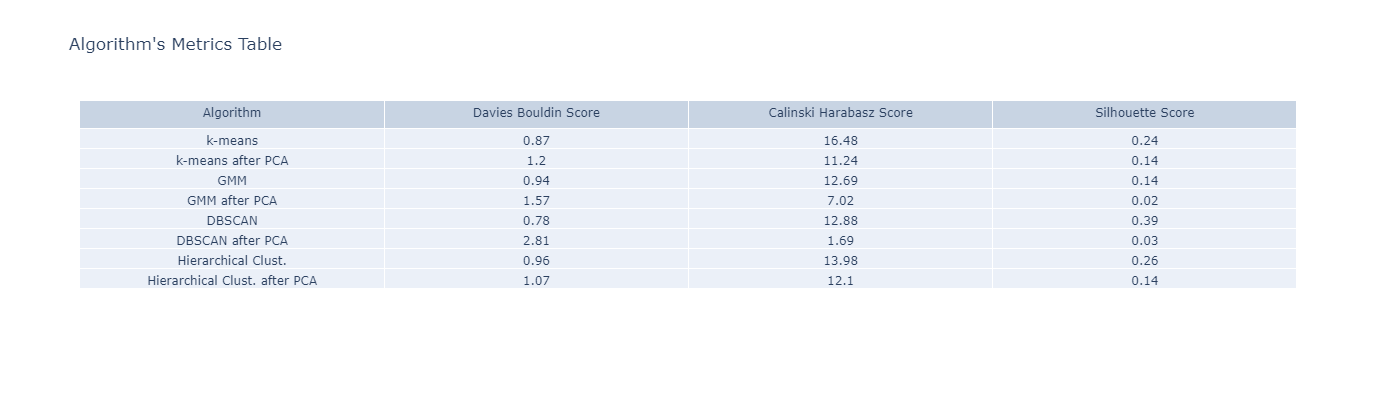 Algorithm's Metrics Table
Algorithm Davies Bouldin Score Calinski Harabasz Score Silhouette Score
k-means 0.87 16.48 0.24
k-means after PCA 1.2 11.24 0.14
GMM 0.94 12.69 0.14
GMM after PCA 1.57 7.02 0.02
DBSCAN 0.78 12.88 0.39
DBSCAN after PCA 2.81 1.69 0.03
Hierarchical Clust. 0.96 13.98 0.26
Hierarchical Clust. after PCA 1.07 12.1 0.14